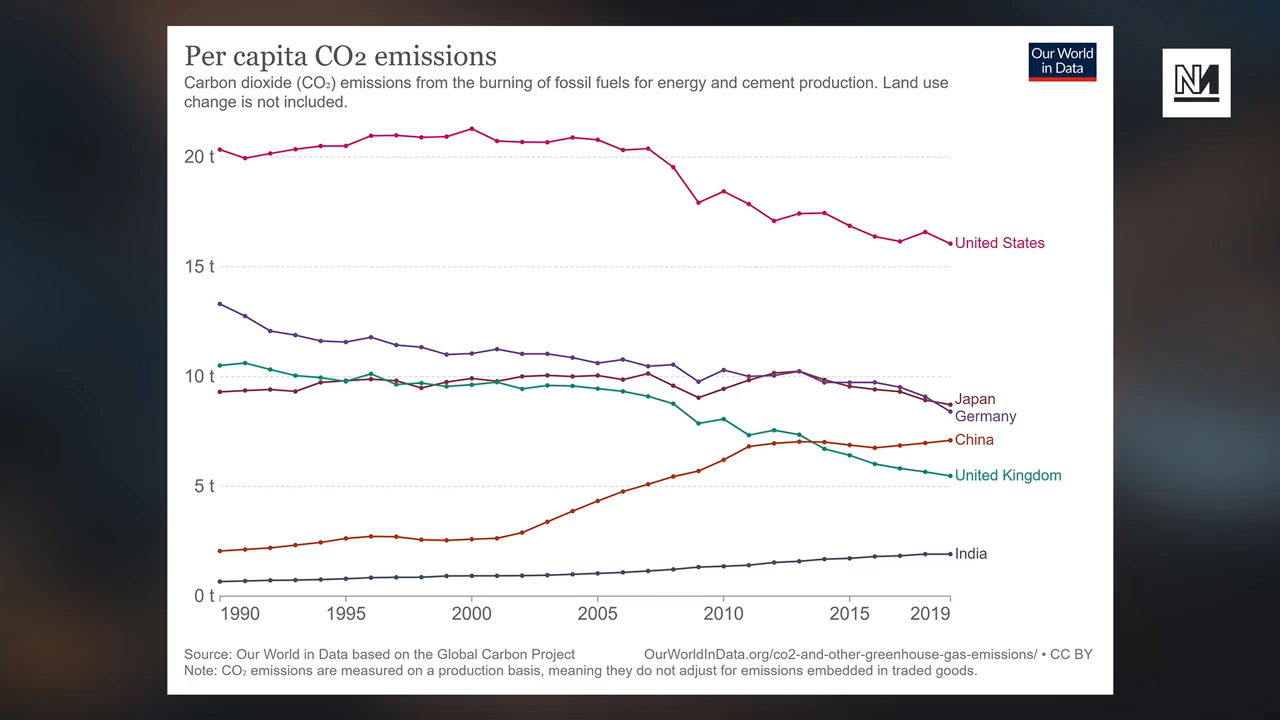 Per capita CO₂ emissions
Our World
in Data
Carbon dioxide (CO₂) emissions from the burning of fossil fuels for energy and cement production. Land use
change is not included.
NM
20 t
15 t
10 t
5 t
0 t
United States
Japan
Germany
China
United Kingdom
India
1990 1995 2000 2005 2010 2015 2019
Source: Our World in Data based on the Global Carbon Project OurWorldInData.org/co2-and-other-greenhouse-gas-emissions/ • CC BY
Note: CO₂ emissions are measured on a production basis, meaning they do not adjust for emissions embedded in traded goods.